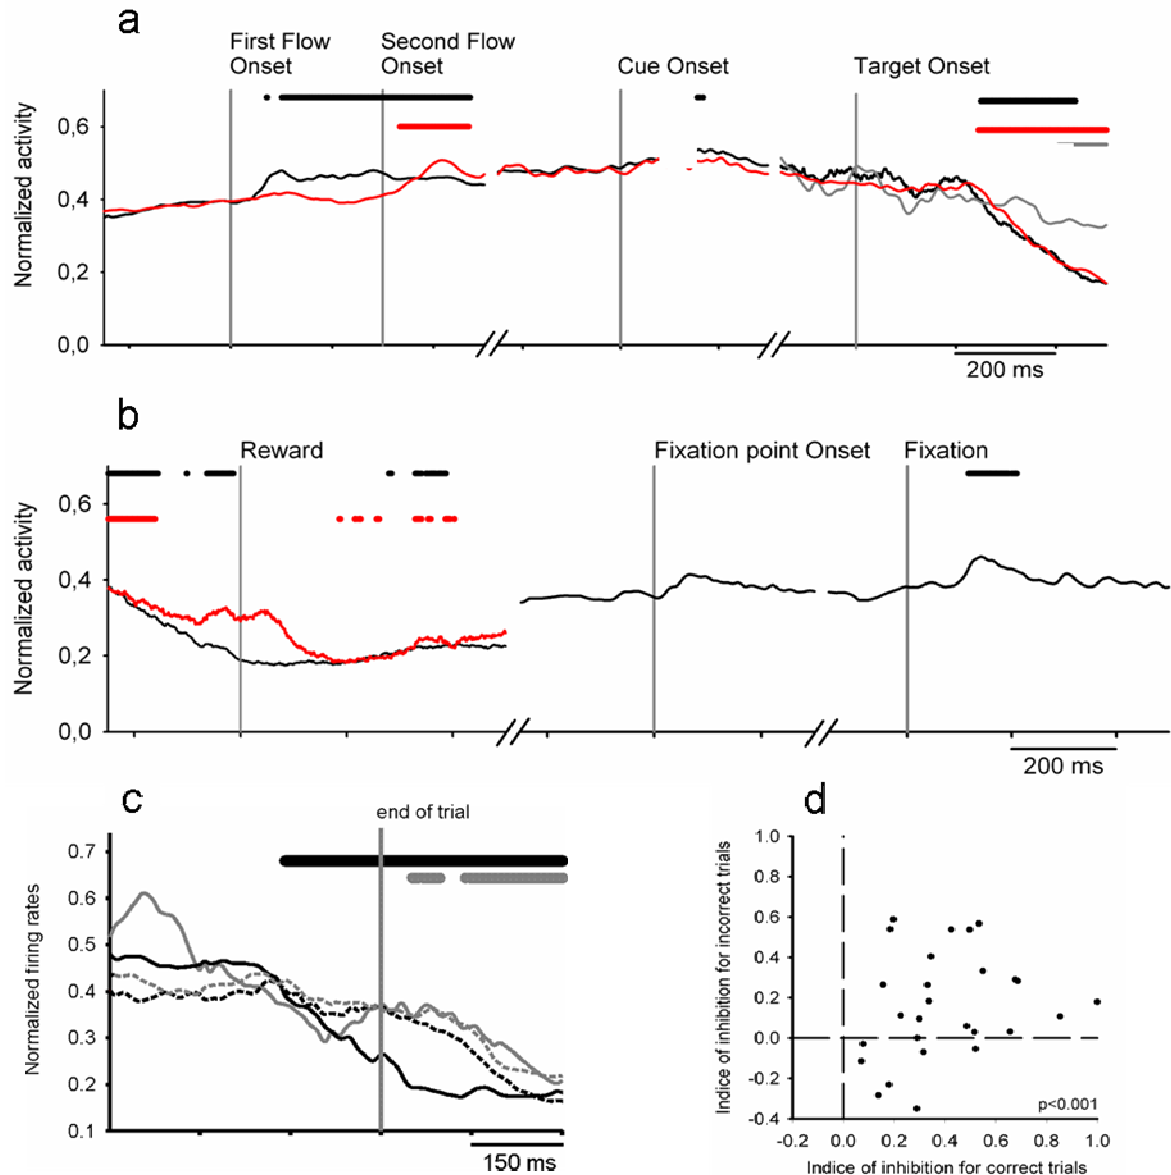 a
First Flow Onset
Second Flow Onset
Cue Onset
Target Onset
Normalized activity
0,6
0,4
0,2
0,0
200 ms
b
Reward
Fixation point Onset
Fixation
Normalized activity
0,6
0,4
0,2
0,0
200 ms
c
end of trial
Normalized firing rates
0.7
0.6
0.5
0.4
0.3
0.2
0.1
150 ms
d
Indice of inhibition for incorrect trials
1.0
0.8
0.6
0.4
0.2
0.0
-0.2
-0.4
p<0.001
-0.2 0.0 0.2 0.4 0.6 0.8 1.0
Indice of inhibition for correct trials